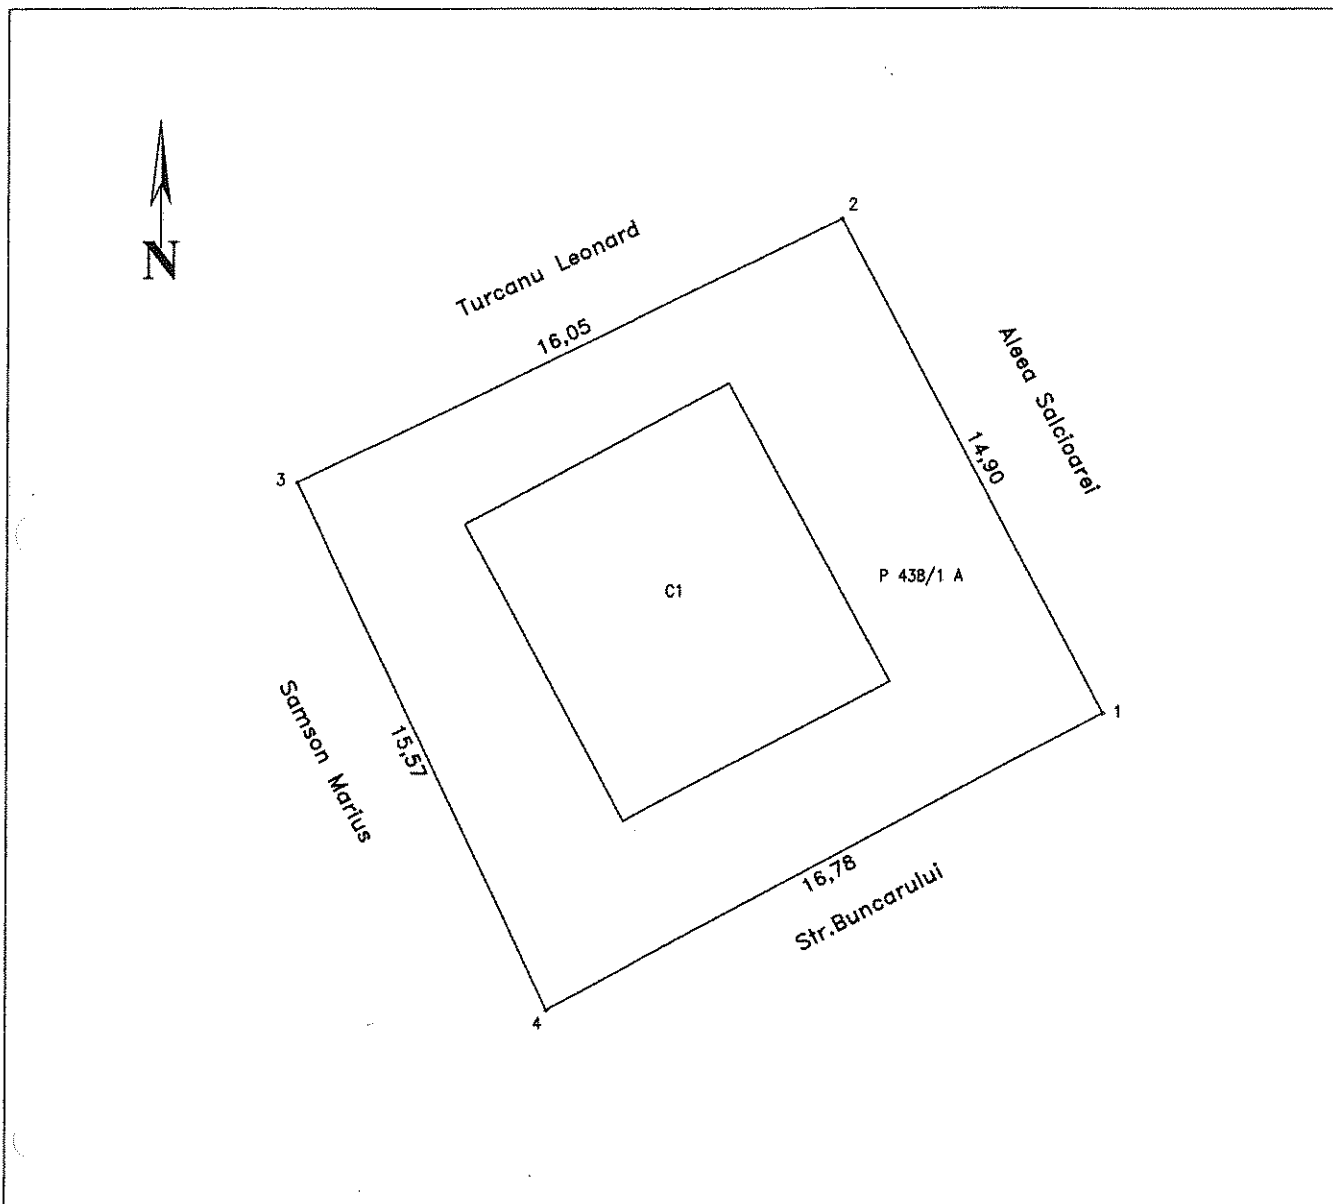 N
2
Turcanu Leonard
16,05
Aleea Salcioarei
14,90
3
P 438/1 A
C1
1
Samson Marius
15,57
16,78
Str.Buncarului
4